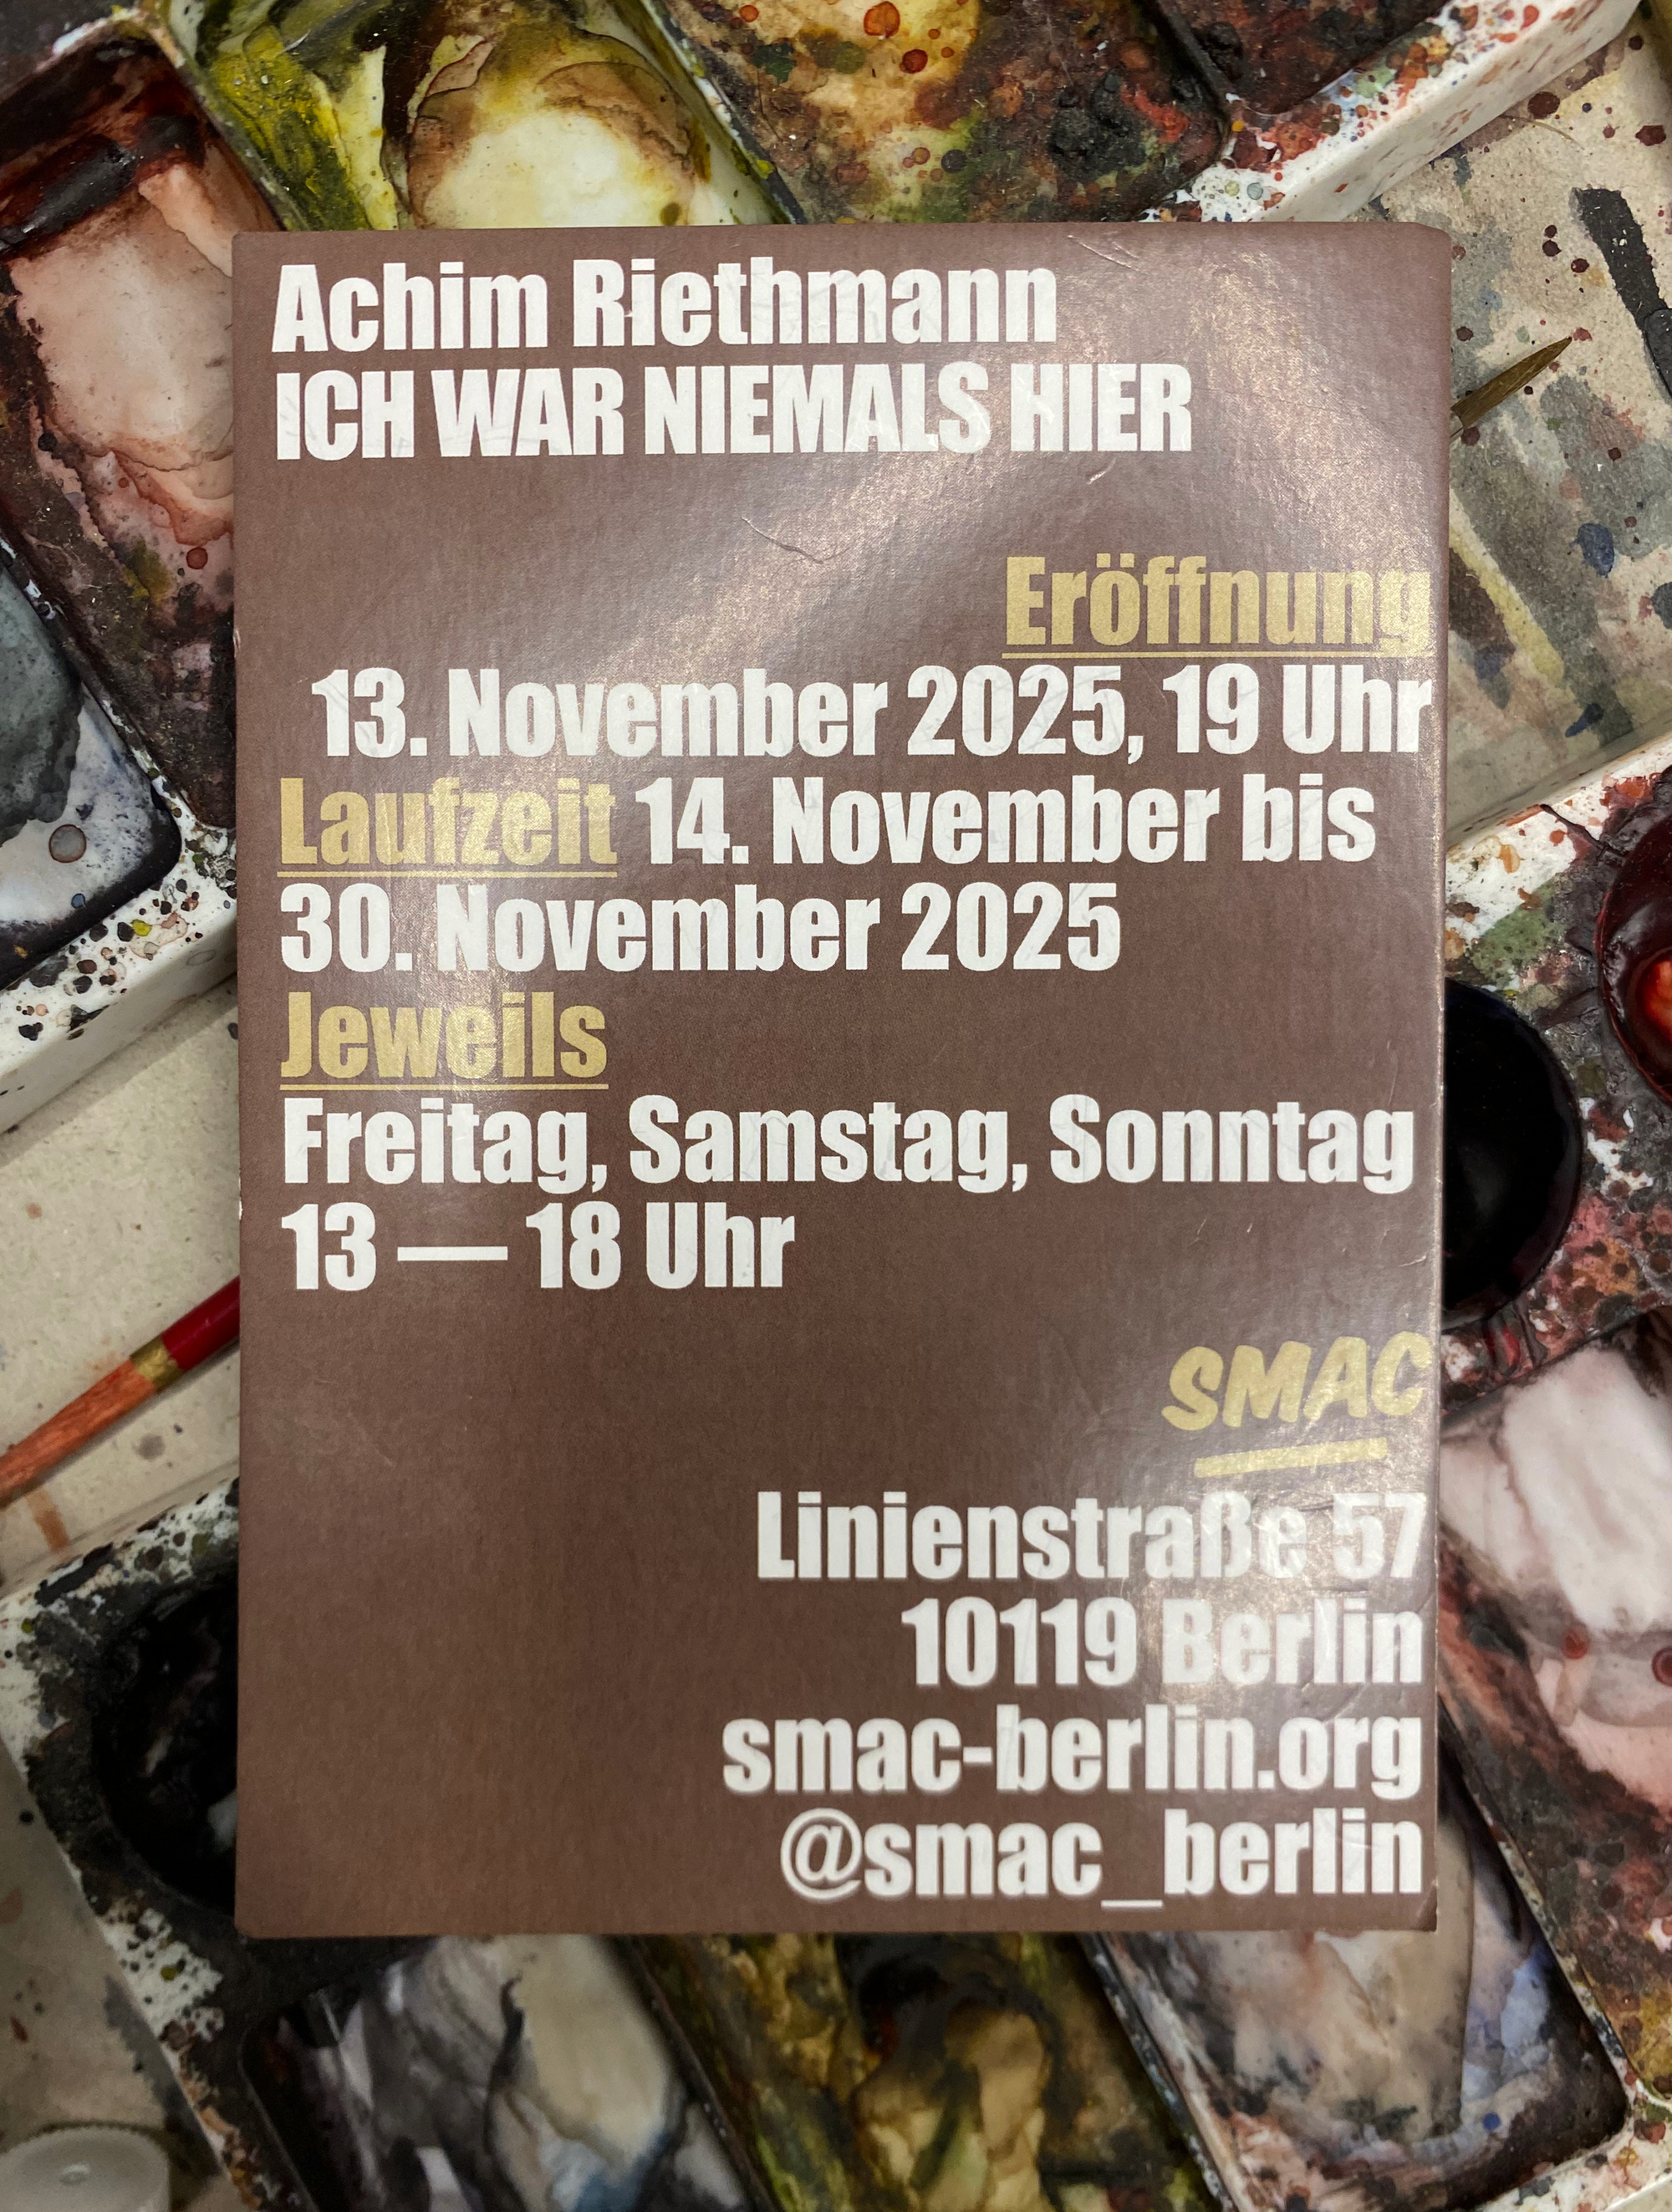 Achim Riethmann
ICH WAR NIEMALS HIER
Eröffnung
13. November 2025, 19 Uhr
Laufzeit 14. November bis
30. November 2025
Jeweils
Freitag, Samstag, Sonntag
13 — 18 Uhr
SMAC
Linienstraße 57
10119 Berlin
smac-berlin.org
@smac_berlin